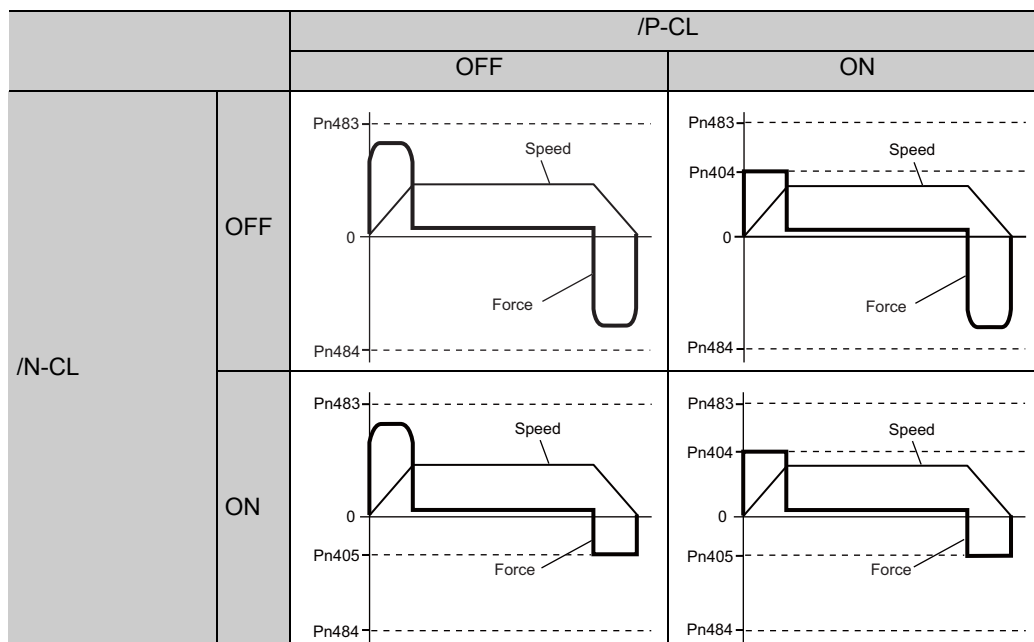 /P-CL
OFF ON
/N-CL
OFF
Pn483
Speed
0
Force
Pn484
Pn483
Pn404
Speed
0
Force
Pn484
ON
Pn483
Speed
0
Pn405
Force
Pn484
Pn483
Pn404
Speed
0
Pn405
Force
Pn484